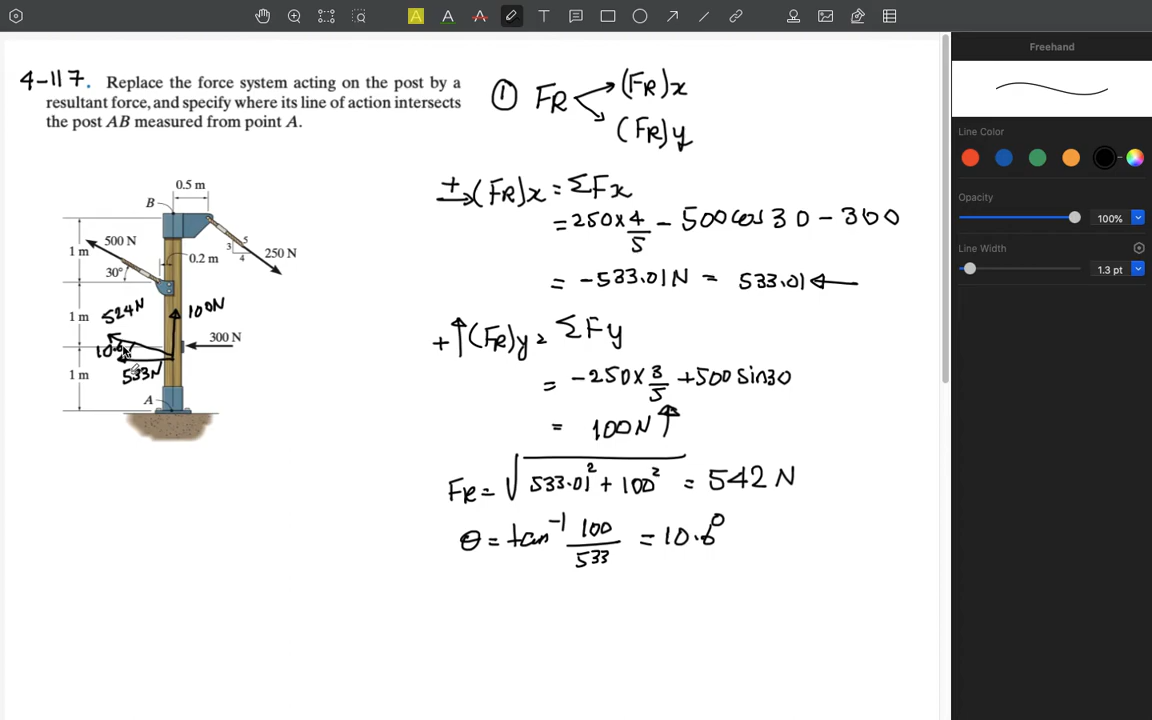 4-117. Replace the force system acting on the post by a
resultant force, and specify where its line of action intersects
the post AB measured from point A.
0.5 m
B
500 N
1 m
30°
0.2 m
3
5
4
250 N
524N
100N
1 m
300 N
533N
1 m
A
① FR
(FR)x
(FR)y
+→ (FR)x = ΣFx
= 250 x 4/5 - 500 cos 30 - 300
= -533.01 N = 533.01 ←
+↑ (FR)y = ΣFy
= -250 x 3/5 + 500 sin30
= 100N ↑
FR = √533.01² + 100² = 542 N
θ = tan⁻¹ 100/533 = 10.6°
A
T
Freehand
Line Color
Opacity
100%
Line Width
1.3 pt